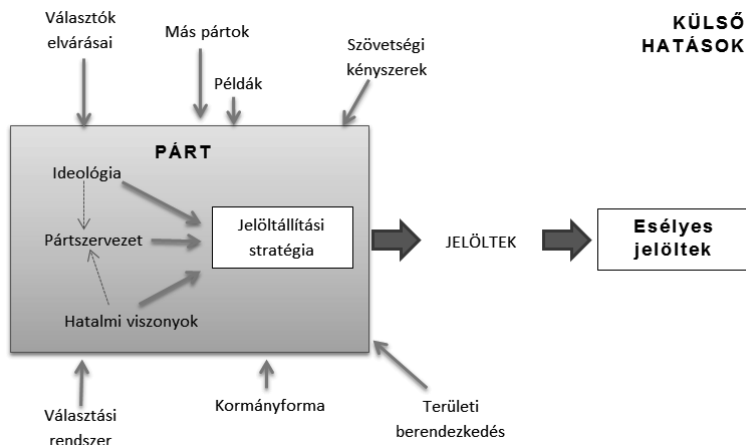 Választók
elvárásai
Más pártok
Példák
Szövetségi
kényszerek
KÜLSŐ
HATÁSOK
PÁRT
Ideológia
Pártszervezet
Hatalmi viszonyok
Jelöltállítási
stratégia
JELÖLTEK
Esélyes
jelöltek
Választási
rendszer
Kormányforma
Területi
berendezkedés